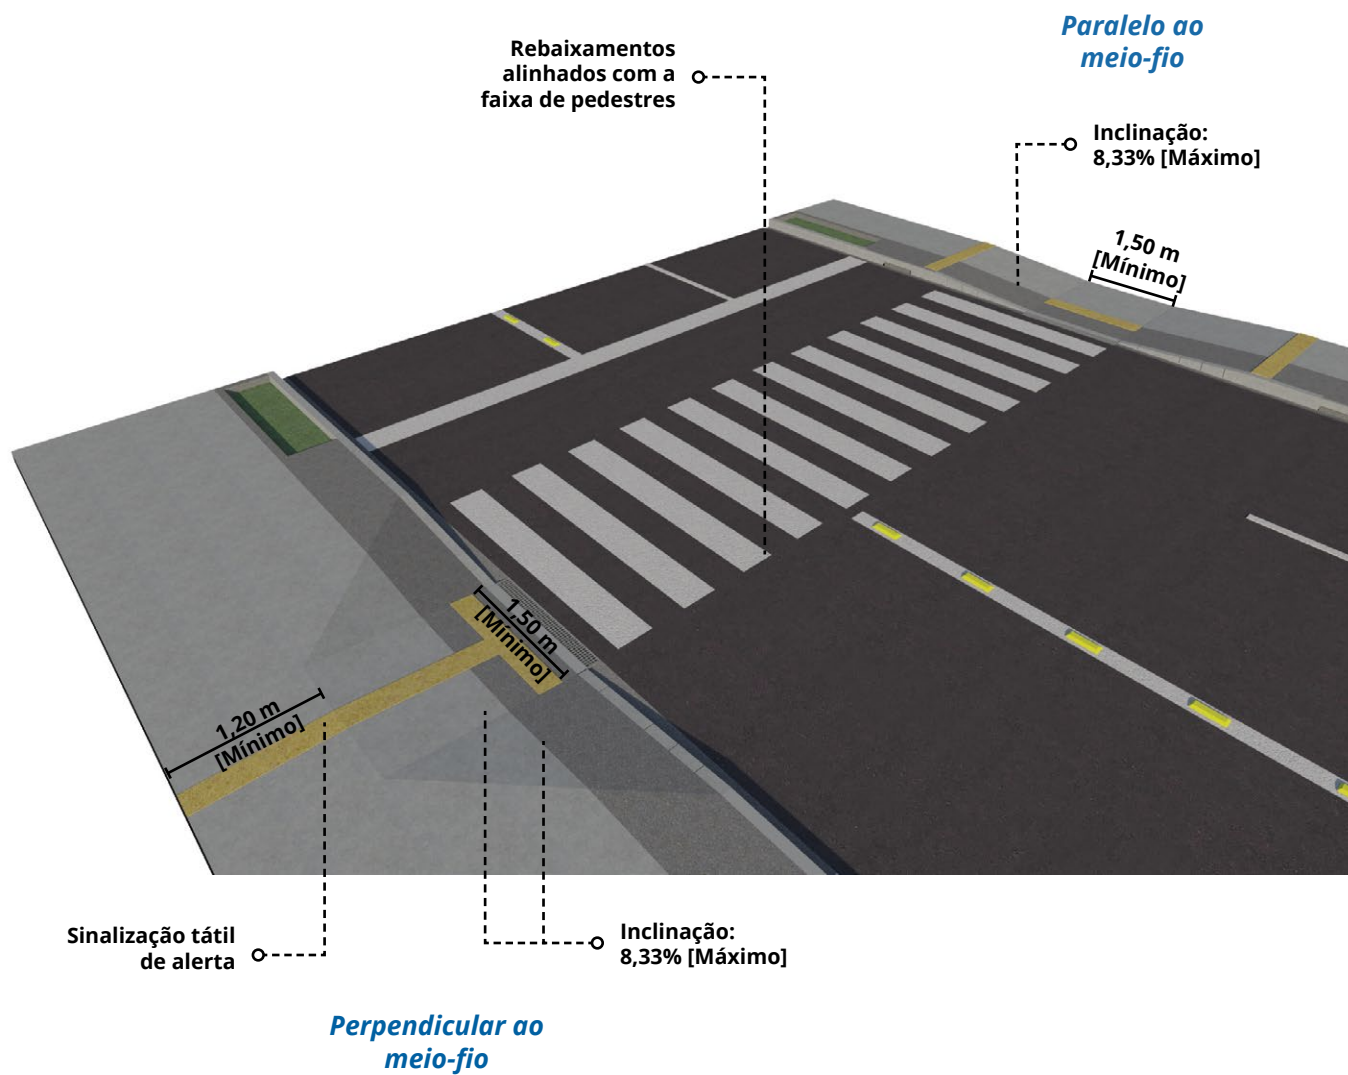 Paralelo ao
meio-fio
Rebaixamentos
alinhados com a
faixa de pedestres
Inclinação:
8,33% [Máximo]
1,50 m
[Mínimo]
1,50 m
[Mínimo]
1,20 m
[Mínimo]
Sinalização tátil
de alerta
Inclinação:
8,33% [Máximo]
Perpendicular ao
meio-fio